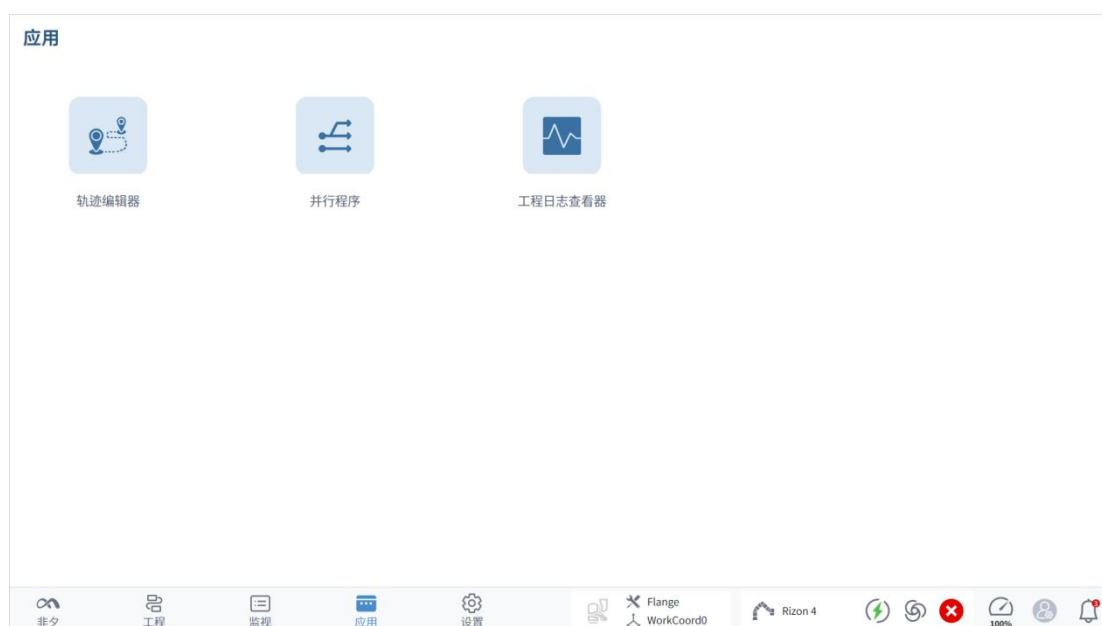 应用
轨迹编辑器
并行程序
工程日志查看器
非夕
工程
监视
应用
设置
Flange
WorkCoord0
Rizon 4
100%